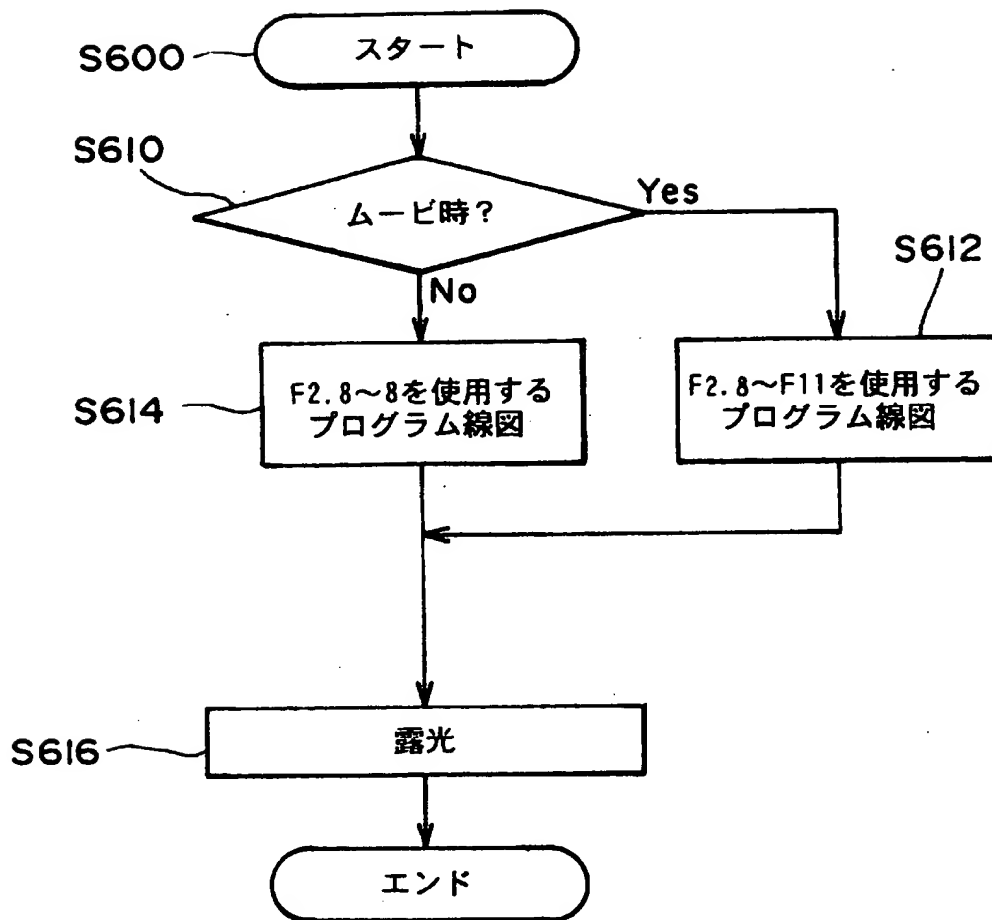 S600
スタート
S610
ムービ時?
Yes
No
S612
S614
F2.8～8を使用する
プログラム線図
F2.8～F11を使用する
プログラム線図
S616
露光
エンド